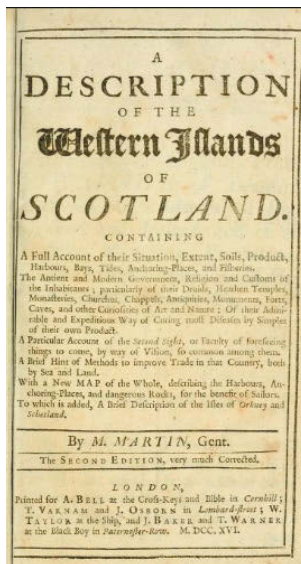 A
DESCRIPTION
OF THE
Western Islands
OF
SCOTLAND.
CONTAINING
A Full Account of their Situation, Extent, Soils, Product,
Harbours, Bays, Tides, Anchoring-Places, and Fisheries.
The Antient and Modern Government, Religion and Customs of
the Inhabitants; particularly of their Druids, Heathen Temples,
Monasteries, Churches, Chappels, Antiquities, Monuments, Forts,
Caves, and other Curiosities of Art and Nature; Of their Admi-
rable and Expeditious Way of Curing most Diseases by Simples
of their own Product.
A Particular Account of the Second Sight, or Faculty of foreseeing
things to come, by way of Vision, so common among them.
A Brief Hint of Methods to improve Trade in that Country, both
by Sea and Land.
With a New MAP of the Whole, describing the Harbours, An-
choring-Places, and dangerous Rocks, for the benefit of Sailors.
To which is added, A Brief Description of the Isles of Orkney and
Schetland.
By M. MARTIN, Gent.
The SECOND EDITION, very much Corrected.
LONDON,
Printed for A. BELL at the Cross-Keys and Bible in Cornhill;
T. VARNAM and J. OSBORN in Lombard-street; W.
TAYLOR at the Ship, and J. BAKER and T. WARNER
at the Black Boy in Paternoster-Row. M. DCC. XVI.